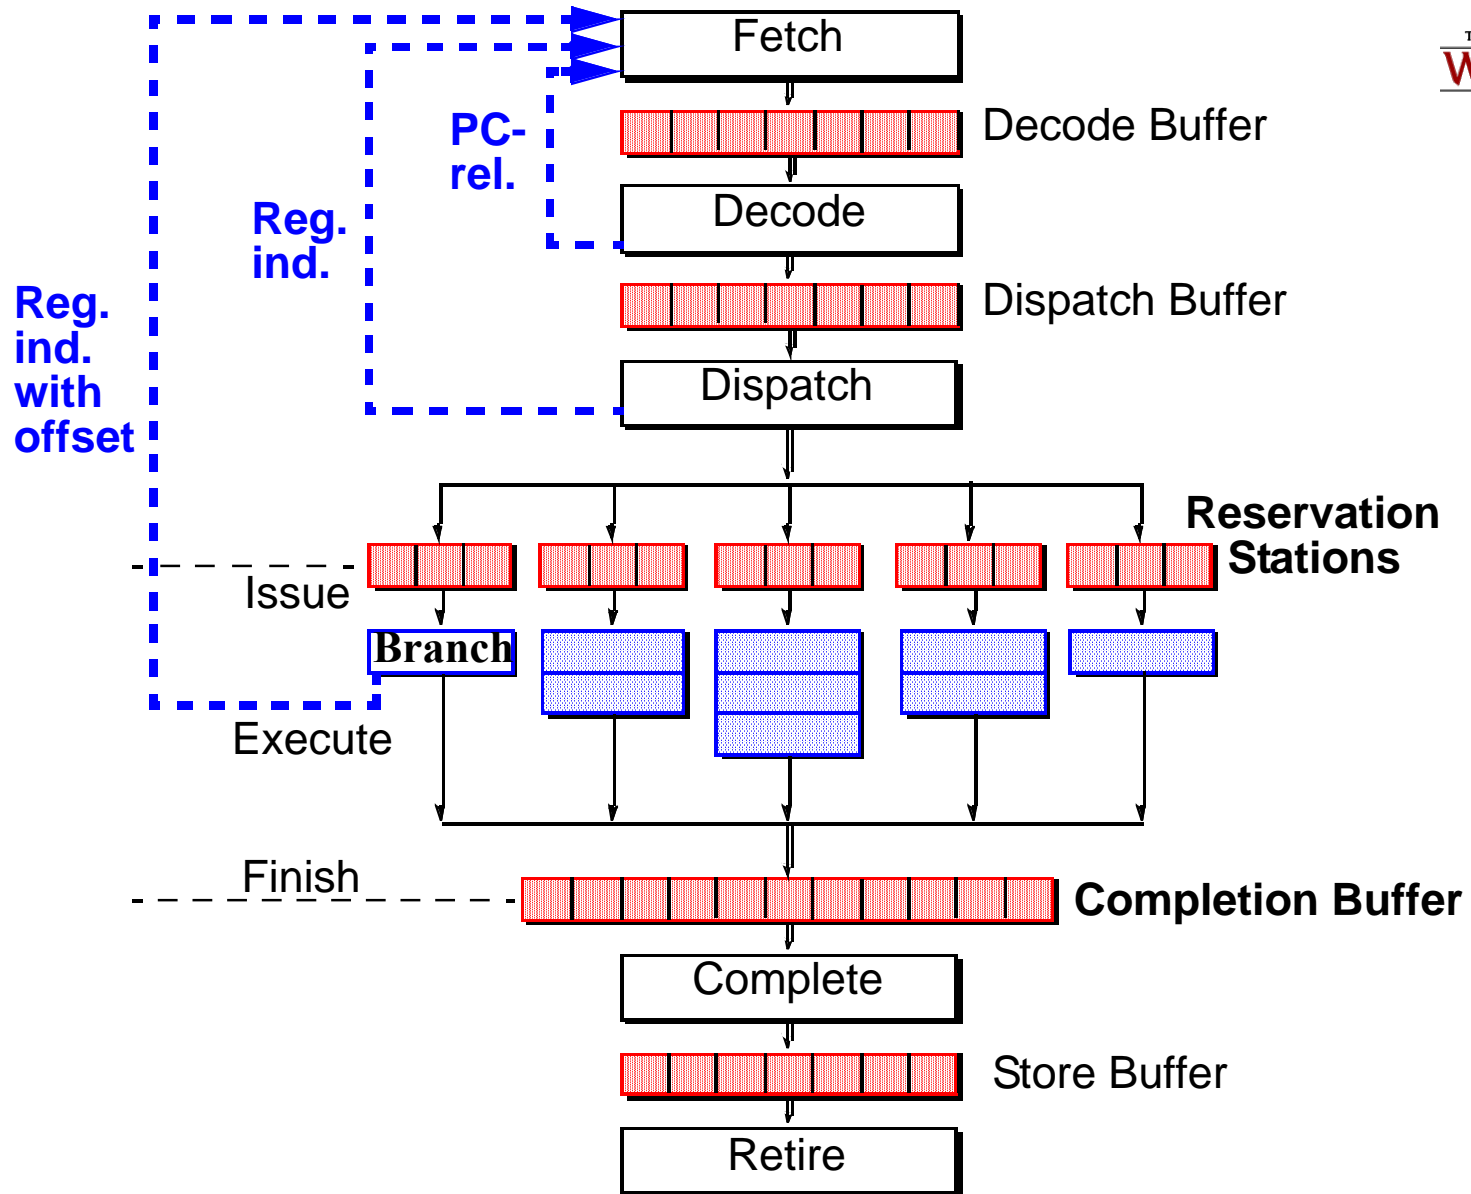 Fetch
PC-
rel.
Decode Buffer
Reg.
ind.
Decode
Reg.
ind.
with
offset
Dispatch Buffer
Dispatch
Reservation
Stations
Issue
Branch
Execute
Finish
Completion Buffer
Complete
Store Buffer
Retire